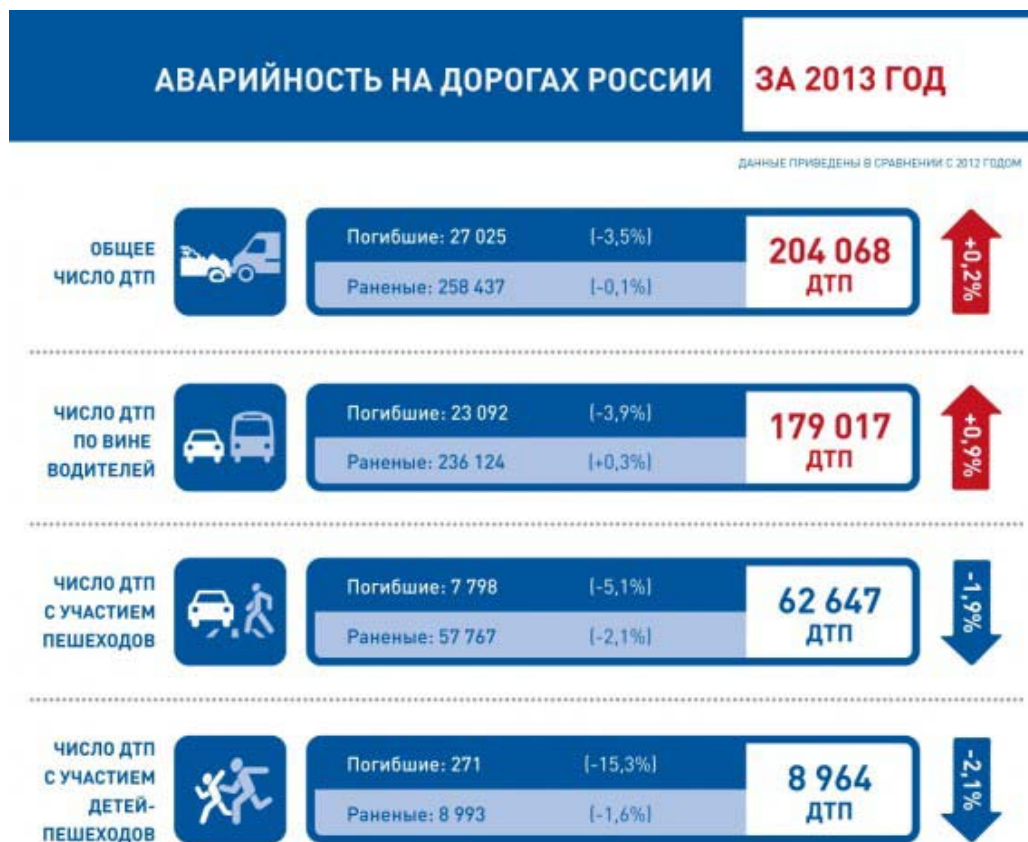 АВАРИЙНОСТЬ НА ДОРОГАХ РОССИИ ЗА 2013 ГОД
ДАННЫЕ ПРИВЕДЕНЫ В СРАВНЕНИИ С 2012 ГОДОМ
ОБЩЕЕ
ЧИСЛО ДТП
Погибшие: 27 025 (-3,5%)
Раненые: 258 437 (-0,1%)
204 068
ДТП
+0,2%
ЧИСЛО ДТП
ПО ВИНЕ
ВОДИТЕЛЕЙ
Погибшие: 23 092 (-3,9%)
Раненые: 236 124 (+0,3%)
179 017
ДТП
+0,9%
ЧИСЛО ДТП
С УЧАСТИЕМ
ПЕШЕХОДОВ
Погибшие: 7 798 (-5,1%)
Раненые: 57 767 (-2,1%)
62 647
ДТП
-1,9%
ЧИСЛО ДТП
С УЧАСТИЕМ
ДЕТЕЙ-
ПЕШЕХОДОВ
Погибшие: 271 (-15,3%)
Раненые: 8 993 (-1,6%)
8 964
ДТП
-2,1%